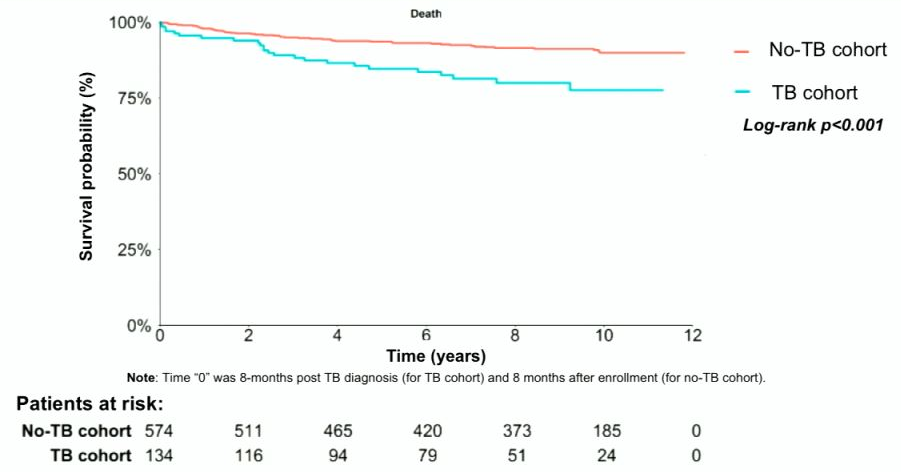 Death
100%
75%
50%
25%
0%
Survival probability (%)
0 2 4 6 8 10 12
Time (years)
No-TB cohort
TB cohort
Log-rank p<0.001
Note: Time “0” was 8-months post TB diagnosis (for TB cohort) and 8 months after enrollment (for no-TB cohort).
Patients at risk:
No-TB cohort 574 511 465 420 373 185 0
TB cohort 134 116 94 79 51 24 0